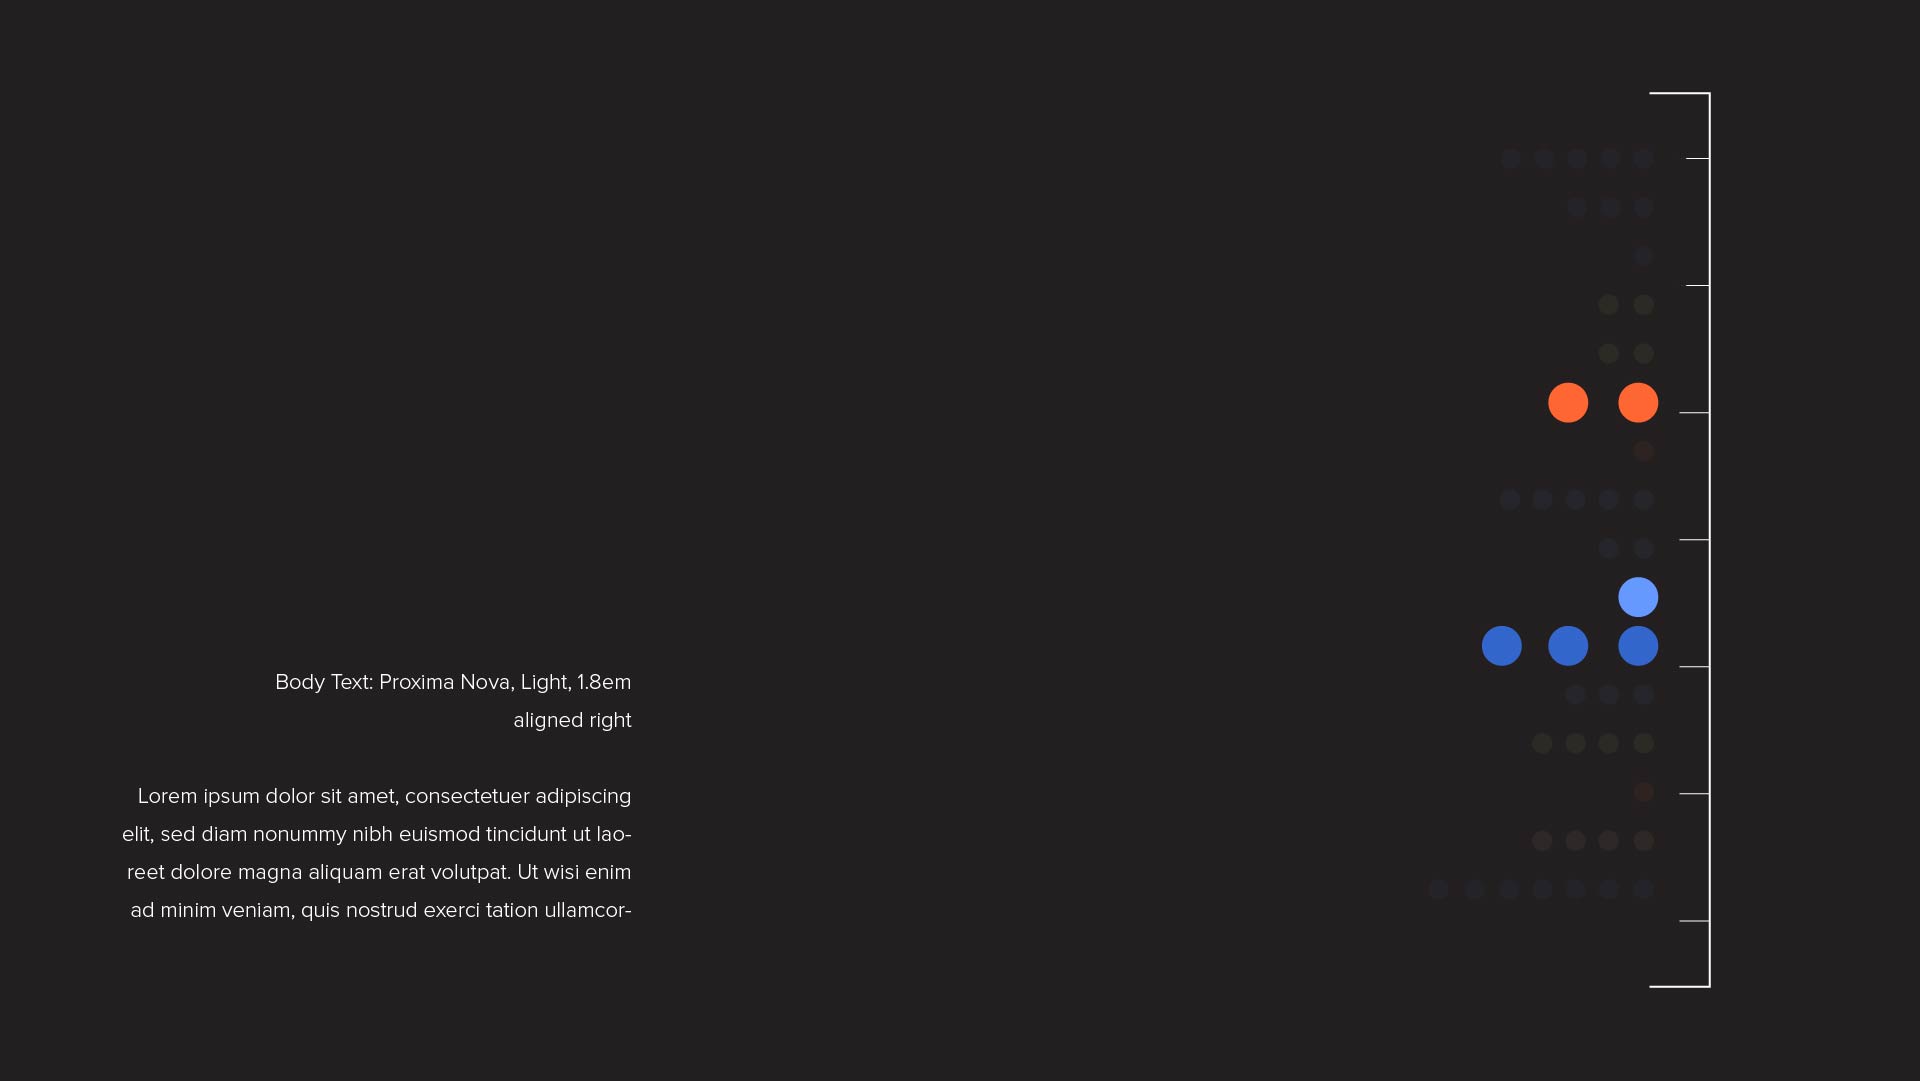 Body Text: Proxima Nova, Light, 1.8em
aligned right
Lorem ipsum dolor sit amet, consectetuer adipiscing
elit, sed diam nonummy nibh euismod tincidunt ut lao-
reet dolore magna aliquam erat volutpat. Ut wisi enim
ad minim veniam, quis nostrud exerci tation ullamcor-